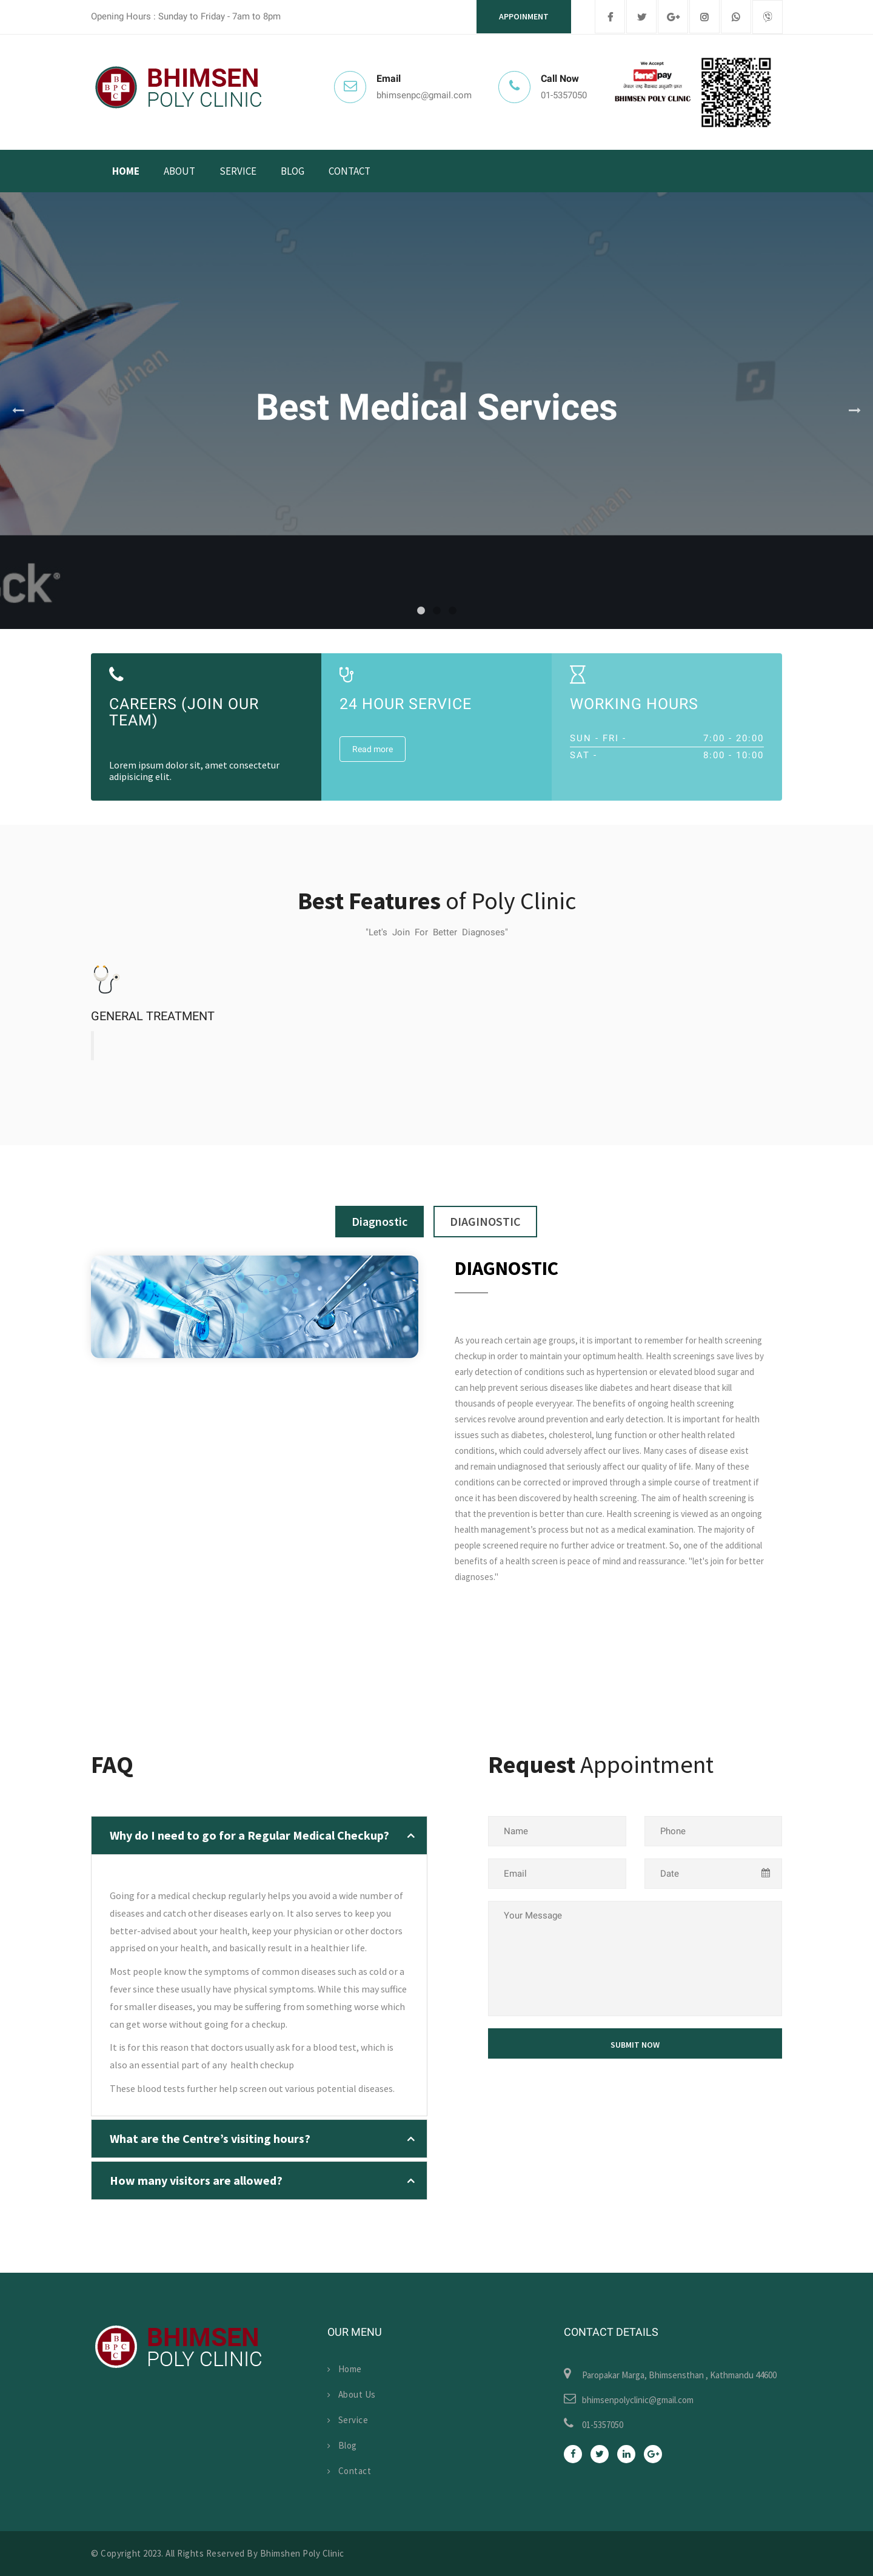 Opening Hours : Sunday to Friday - 7am to 8pm
APPOINMENT
BHIMSEN
POLY CLINIC
B
B P C
C
Email
bhimsenpc@gmail.com
Call Now
01-5357050
We Accept
fonepay
BHIMSEN POLY CLINIC
HOME
ABOUT
SERVICE
BLOG
CONTACT
Best Medical Services
ock®
CAREERS (JOIN OUR
TEAM)
Lorem ipsum dolor sit, amet consectetur
adipisicing elit.
24 HOUR SERVICE
Read more
WORKING HOURS
SUN - FRI - 7:00 - 20:00
SAT - 8:00 - 10:00
Best Features of Poly Clinic
"Let's Join For Better Diagnoses"
GENERAL TREATMENT
Diagnostic
DIAGINOSTIC
DIAGNOSTIC
As you reach certain age groups, it is important to remember for health screening
checkup in order to maintain your optimum health. Health screenings save lives by
early detection of conditions such as hypertension or elevated blood sugar and
can help prevent serious diseases like diabetes and heart disease that kill
thousands of people everyyear. The benefits of ongoing health screening
services revolve around prevention and early detection. It is important for health
issues such as diabetes, cholesterol, lung function or other health related
conditions, which could adversely affect our lives. Many cases of disease exist
and remain undiagnosed that seriously affect our quality of life. Many of these
conditions can be corrected or improved through a simple course of treatment if
once it has been discovered by health screening. The aim of health screening is
that the prevention is better than cure. Health screening is viewed as an ongoing
health management's process but not as a medical examination. The majority of
people screened require no further advice or treatment. So, one of the additional
benefits of a health screen is peace of mind and reassurance. "let's join for better
diagnoses."
FAQ
Why do I need to go for a Regular Medical Checkup?
Going for a medical checkup regularly helps you avoid a wide number of
diseases and catch other diseases early on. It also serves to keep you
better-advised about your health, keep your physician or other doctors
apprised on your health, and basically result in a healthier life.
Most people know the symptoms of common diseases such as cold or a
fever since these usually have physical symptoms. While this may suffice
for smaller diseases, you may be suffering from something worse which
can get worse without going for a checkup.
It is for this reason that doctors usually ask for a blood test, which is
also an essential part of any health checkup
These blood tests further help screen out various potential diseases.
What are the Centre's visiting hours?
How many visitors are allowed?
Request Appointment
Name
Phone
Email
Date
Your Message
SUBMIT NOW
BHIMSEN
POLY CLINIC
B
B P C
C
OUR MENU
Home
About Us
Service
Blog
Contact
CONTACT DETAILS
Paropakar Marga, Bhimsensthan , Kathmandu 44600
bhimsenpolyclinic@gmail.com
01-5357050
© Copyright 2023. All Rights Reserved By Bhimshen Poly Clinic